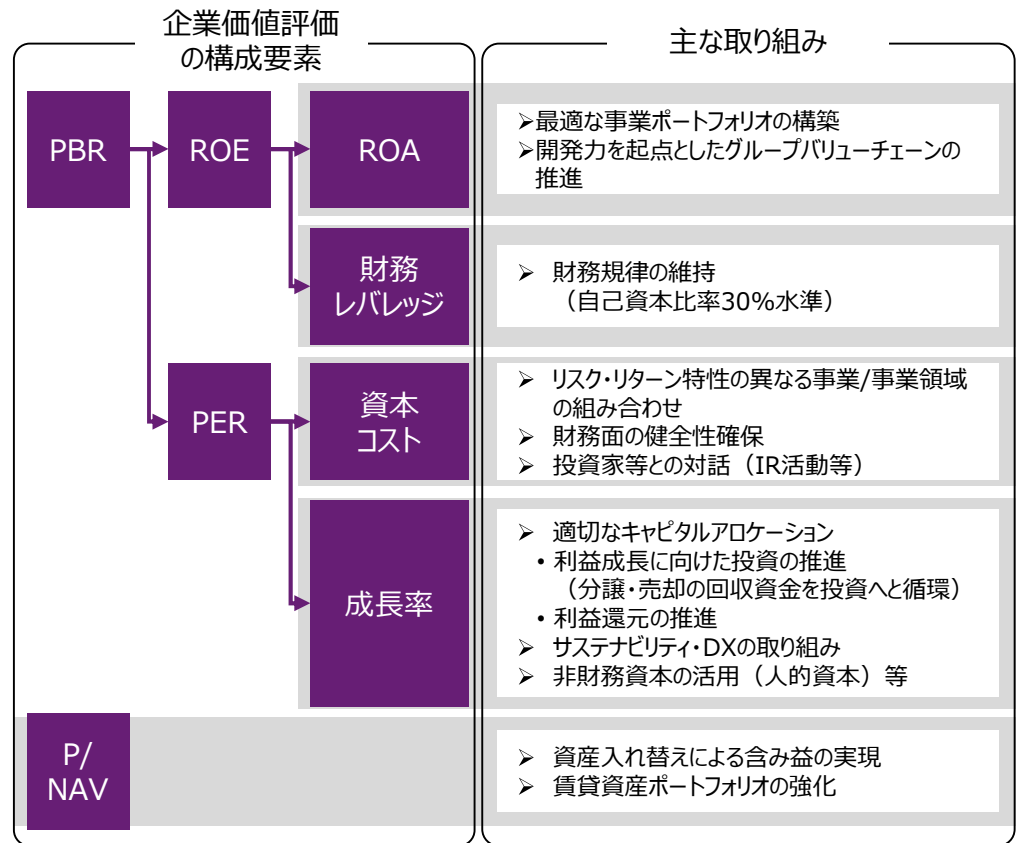 企業価値評価
の構成要素
主な取り組み
PBR
ROE
ROA
➢最適な事業ポートフォリオの構築
➢開発力を起点としたグループバリューチェーンの
推進
財務
レバレッジ
➢ 財務規律の維持
（自己資本比率30%水準）
PER
資本
コスト
➢ リスク・リターン特性の異なる事業/事業領域
の組み合わせ
➢ 財務面の健全性確保
➢ 投資家等との対話（IR活動等）
成長率
➢ 適切なキャピタルアロケーション
• 利益成長に向けた投資の推進
（分譲・売却の回収資金を投資へと循環）
• 利益還元の推進
➢ サステナビリティ・DXの取り組み
➢ 非財務資本の活用（人的資本）等
P/
NAV
➢ 資産入れ替えによる含み益の実現
➢ 賃貸資産ポートフォリオの強化